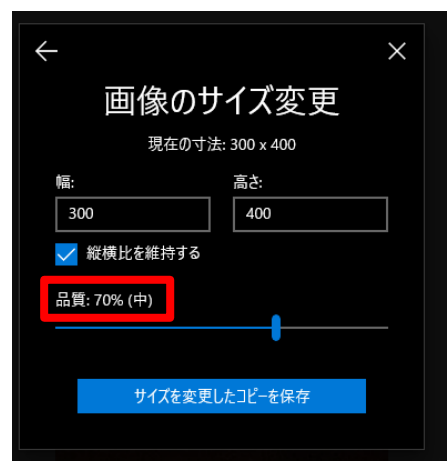 画像のサイズ変更
現在の寸法: 300 x 400
幅: 高さ:
300 400
縦横比を維持する
品質: 70% (中)
サイズを変更したコピーを保存